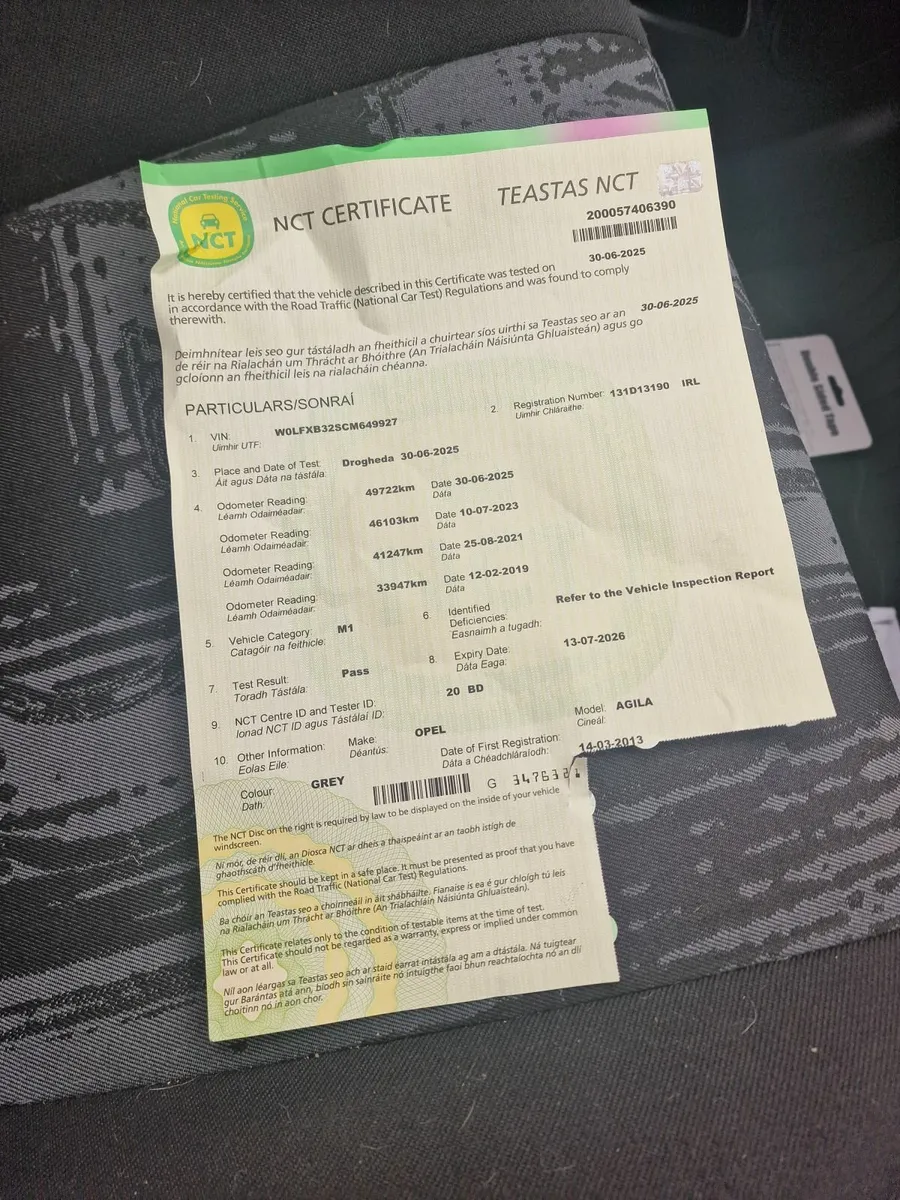 National Car Testing Service
NCT
NCT CERTIFICATE
TEASTAS NCT
200057406390
It is hereby certified that the vehicle described in this Certificate was tested on 30-06-2025
in accordance with the Road Traffic (National Car Test) Regulations and was found to comply
therewith.
Deimhnítear leis seo gur tástáladh an fheithicil a chuirtear síos uirthi sa Teastas seo ar an 30-06-2025
de réir na Rialachán um Thrácht ar Bhóithre (An Trialacháin Náisiúnta Ghluaisteán) agus go
gcloíonn an fheithicil leis na rialacháin chéanna.
PARTICULARS/SONRAÍ
1. VIN: W0LFXB32SCM649927
Uimhir UTF:
2. Registration Number: 131D13190 IRL
Uimhir Chláraithe:
3. Place and Date of Test: Drogheda 30-06-2025
Áit agus Dáta na tástála:
4. Odometer Reading: 49722km Date 30-06-2025
Léamh Odaiméadair: Dáta
Odometer Reading: 46103km Date 10-07-2023
Léamh Odaiméadair: Dáta
Odometer Reading: 41247km Date 25-08-2021
Léamh Odaiméadair: Dáta
Odometer Reading: 33947km Date 12-02-2019
Léamh Odaiméadair: Dáta
5. Vehicle Category: M1
Catagóir na feithicle:
6. Identified Refer to the Vehicle Inspection Report
Deficiencies:
Easnaimh a tugadh:
7. Test Result: Pass
Toradh Tástála:
8. Expiry Date: 13-07-2026
Dáta Eaga:
9. NCT Centre ID and Tester ID: 20 BD
Ionad NCT ID agus Tástálaí ID:
10. Other Information:
Eolas Eile:
Make: OPEL
Déantús:
Model: AGILA
Cineál:
Date of First Registration: 14-03-2013
Dáta a Chéadchláraíodh:
Colour: GREY
Dath:
G 3476321
The NCT Disc on the right is required by law to be displayed on the inside of your vehicle
windscreen.
Ní mór, de réir dlí, an Diosca NCT ar dheis a thaispeáint ar an taobh istigh de
ghaothscáth d'fheithicle.
This Certificate should be kept in a safe place. It must be presented as proof that you have
complied with the Road Traffic (National Car Test) Regulations.
Ba chóir an Teastas seo a choinneáil in áit shábháilte. Fianaise is ea é gur chloígh tú leis
na Rialacháin um Thrácht ar Bhóithre (An Trialacháin Náisiúnta Ghluaisteán).
This Certificate relates only to the condition of testable items at the time of test.
This Certificate should not be regarded as a warranty, express or implied under common
law or at all.
Níl aon léargas sa Teastas seo ach ar staid earraí intástála ag am a dtástála. Ná tuigtear
gur Barántas atá ann, bíodh sin sainráite nó intuigthe faoi bhun reachtaíochta nó an dlí
choitinn nó in aon chor.